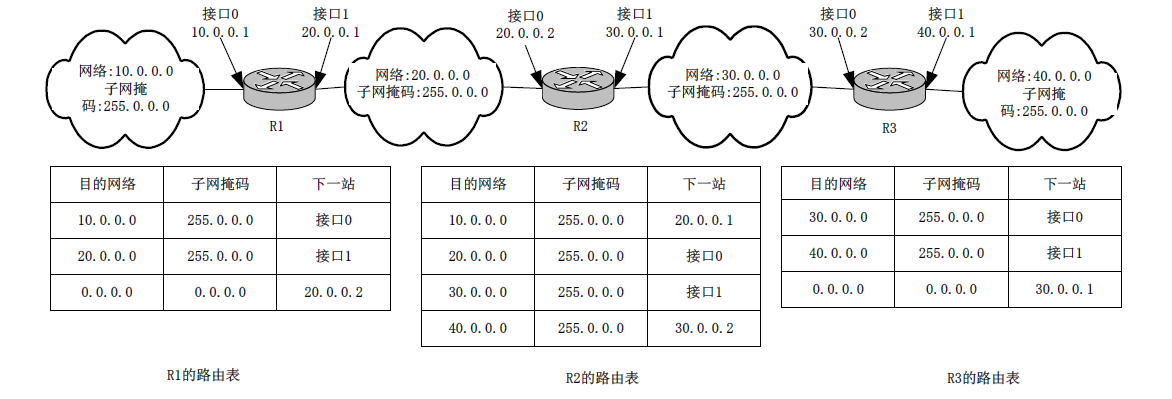 接口0
10.0.0.1
接口1
20.0.0.1
接口0
20.0.0.2
接口1
30.0.0.1
接口0
30.0.0.2
接口1
40.0.0.1
网络:10.0.0.0
子网掩
码:255.0.0.0
网络:20.0.0.0
子网掩码:255.0.0.0
网络:30.0.0.0
子网掩码:255.0.0.0
网络:40.0.0.0
子网掩
码:255.0.0.0
R1
R2
R3
目的网络 子网掩码 下一站
10.0.0.0 255.0.0.0 接口0
20.0.0.0 255.0.0.0 接口1
0.0.0.0 0.0.0.0 20.0.0.2
R1的路由表
目的网络 子网掩码 下一站
10.0.0.0 255.0.0.0 20.0.0.1
20.0.0.0 255.0.0.0 接口0
30.0.0.0 255.0.0.0 接口1
40.0.0.0 255.0.0.0 30.0.0.2
R2的路由表
目的网络 子网掩码 下一站
30.0.0.0 255.0.0.0 接口0
40.0.0.0 255.0.0.0 接口1
0.0.0.0 0.0.0.0 30.0.0.1
R3的路由表